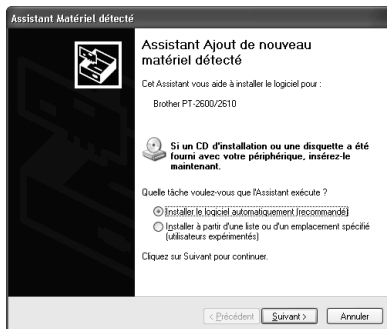 Assistant Matériel détecté
Assistant Ajout de nouveau
matériel détecté
Cet Assistant vous aide à installer le logiciel pour :
Brother PT-2600/2610
Si un CD d'installation ou une disquette a été
fourni avec votre périphérique, insérez-le
maintenant.
Quelle tâche voulez-vous que l'Assistant exécute ?
Installer le logiciel automatiquement (recommandé)
Installer à partir d'une liste ou d'un emplacement spécifié
(utilisateurs expérimentés)
Cliquez sur Suivant pour continuer.
< Précédent Suivant > Annuler